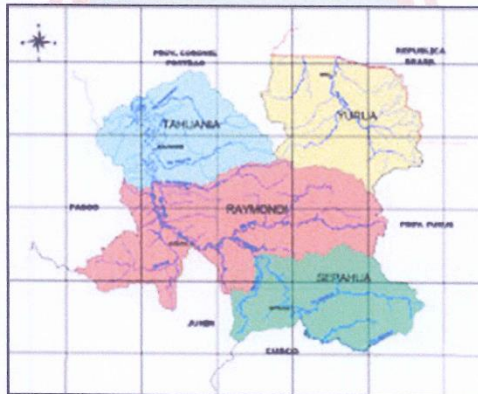 PROV. CORONEL
PORTILLO
REPUBLICA
BRASIL
TAHUANIA
YURUA
PASCO
RAYMONDI
PROV. PURUS
SEPAHUA
JUNIN
CUSCO